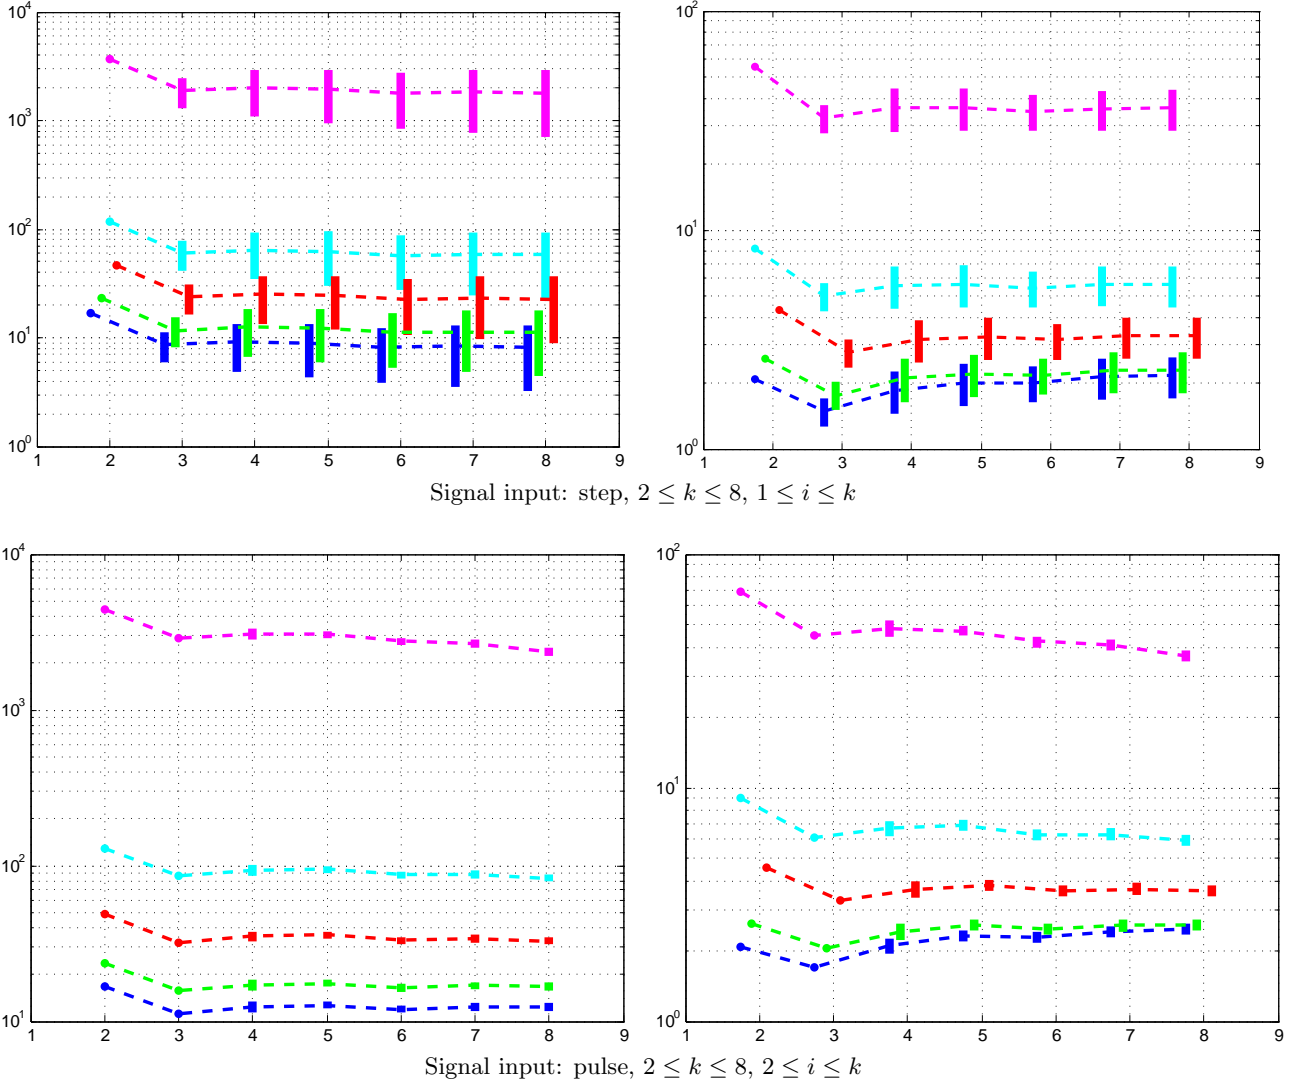 10^4 10^2
10^3
10^2 10^1
10^1
10^0 10^0
1 2 3 4 5 6 7 8 9 1 2 3 4 5 6 7 8 9
Signal input: step, 2 ≤ k ≤ 8, 1 ≤ i ≤ k
10^4 10^2
10^3
10^1
10^2
10^1 10^0
1 2 3 4 5 6 7 8 9 1 2 3 4 5 6 7 8 9
Signal input: pulse, 2 ≤ k ≤ 8, 2 ≤ i ≤ k